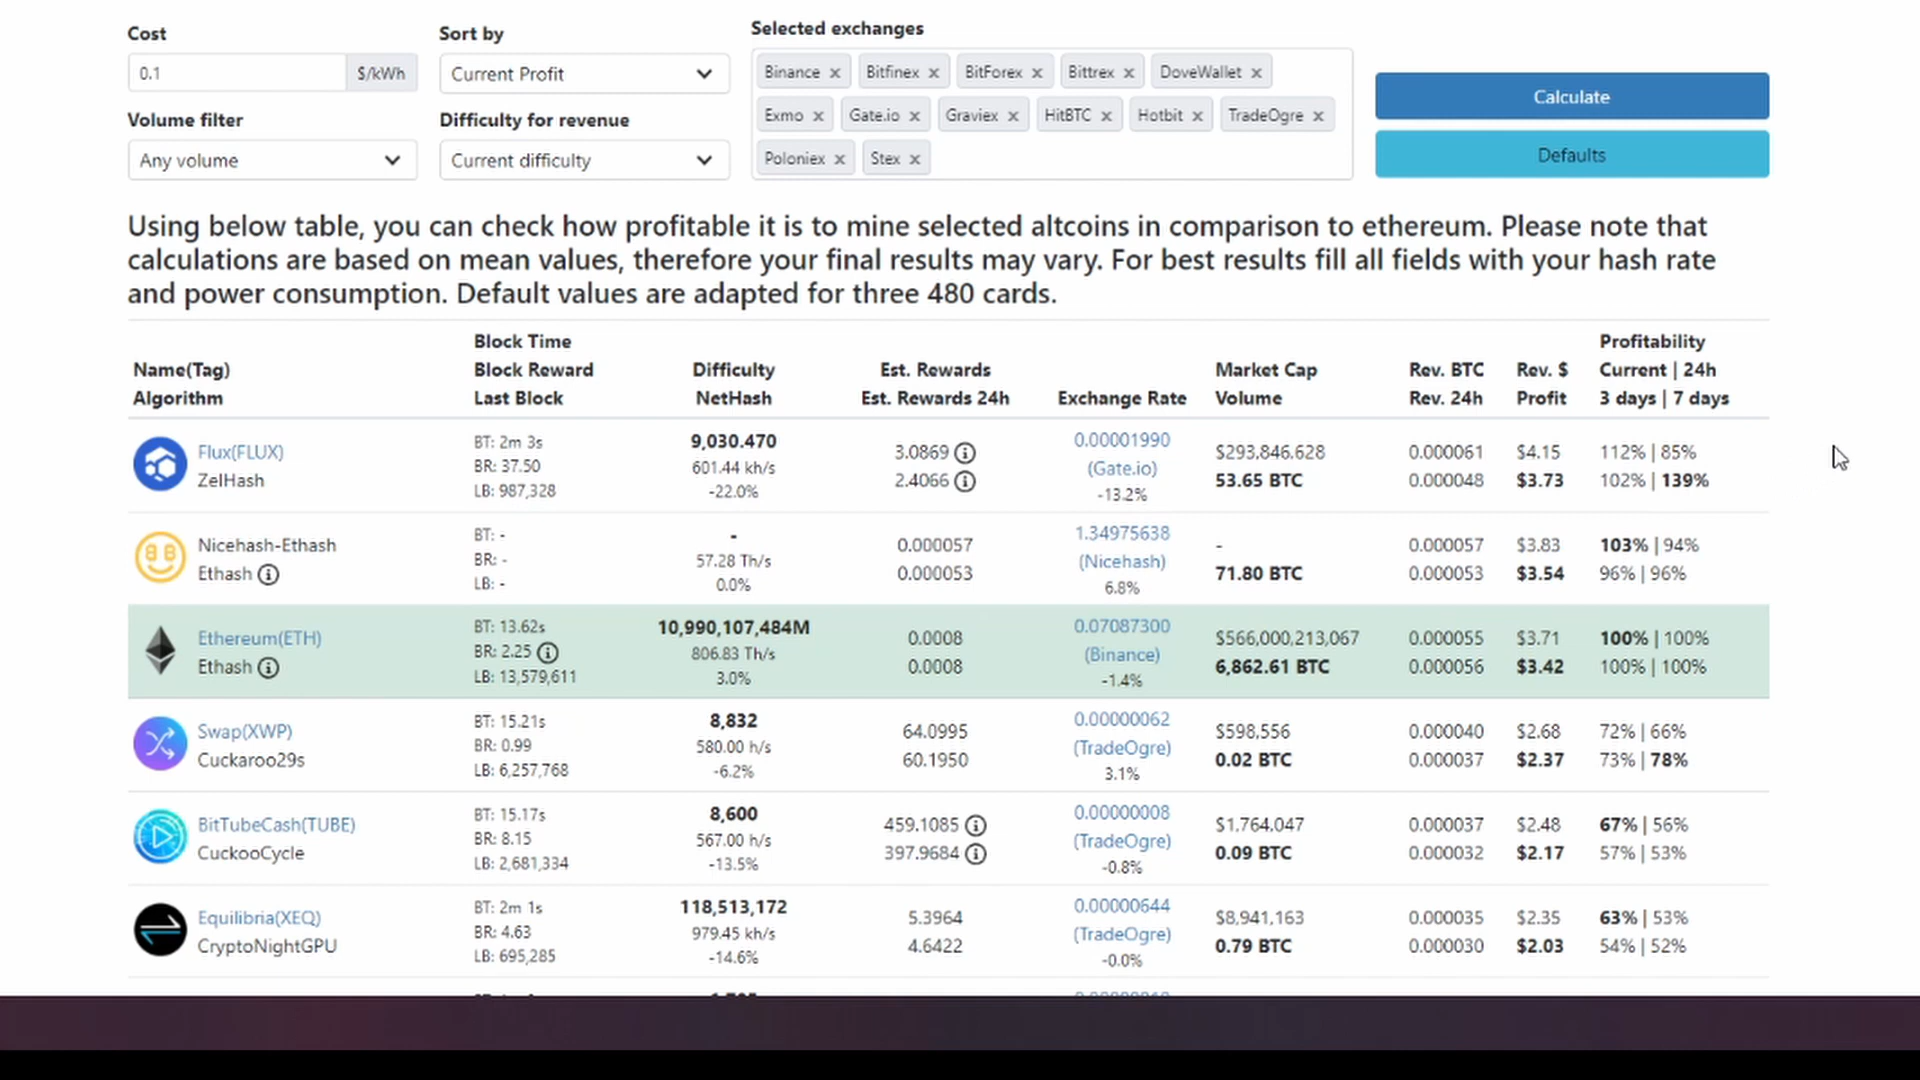 Cost
Sort by
Selected exchanges
0.1 $/kWh
Current Profit
Binance × Bitfinex × BitForex × Bittrex × DoveWallet ×
Exmo × Gate.io × Graviex × HitBTC × Hotbit × TradeOgre ×
Poloniex × Stex ×
Calculate
Defaults
Volume filter
Difficulty for revenue
Any volume
Current difficulty
Using below table, you can check how profitable it is to mine selected altcoins in comparison to ethereum. Please note that
calculations are based on mean values, therefore your final results may vary. For best results fill all fields with your hash rate
and power consumption. Default values are adapted for three 480 cards.
Name(Tag)
Algorithm
Block Time
Block Reward
Last Block
Difficulty
NetHash
Est. Rewards
Est. Rewards 24h
Exchange Rate
Market Cap
Volume
Rev. BTC
Rev. 24h
Rev. $
Profit
Profitability
Current | 24h
3 days | 7 days
Flux(FLUX)
ZelHash
BT: 2m 3s
BR: 37.50
LB: 987,328
9,030.470
601.44 kh/s
-22.0%
3.0869
2.4066
0.00001990
(Gate.io)
-13.2%
$293,846,628
53.65 BTC
0.000061
0.000048
$4.15
$3.73
112% | 85%
102% | 139%
Nicehash-Ethash
Ethash
BT: -
BR: -
LB: -
-
57.28 Th/s
0.0%
0.000057
0.000053
1.34975638
(Nicehash)
6.8%
-
71.80 BTC
0.000057
0.000053
$3.83
$3.54
103% | 94%
96% | 96%
Ethereum(ETH)
Ethash
BT: 13.62s
BR: 2.25
LB: 13,579,611
10,990,107,484M
806.83 Th/s
3.0%
0.0008
0.0008
0.07087300
(Binance)
-1.4%
$566,000,213,067
6,862.61 BTC
0.000055
0.000056
$3.71
$3.42
100% | 100%
100% | 100%
Swap(XWP)
Cuckaroo29s
BT: 15.21s
BR: 0.99
LB: 6,257,768
8,832
580.00 h/s
-6.2%
64.0995
60.1950
0.00000062
(TradeOgre)
3.1%
$598,556
0.02 BTC
0.000040
0.000037
$2.68
$2.37
72% | 66%
73% | 78%
BitTubeCash(TUBE)
CuckooCycle
BT: 15.17s
BR: 8.15
LB: 2,681,334
8,600
567.00 h/s
-13.5%
459.1085
397.9684
0.00000008
(TradeOgre)
-0.8%
$1,764,047
0.09 BTC
0.000037
0.000032
$2.48
$2.17
67% | 56%
57% | 53%
Equilibria(XEQ)
CryptoNightGPU
BT: 2m 1s
BR: 4.63
LB: 695,285
118,513,172
979.45 kh/s
-14.6%
5.3964
4.6422
0.00000644
(TradeOgre)
-0.0%
$8,941,163
0.79 BTC
0.000035
0.000030
$2.35
$2.03
63% | 53%
54% | 52%